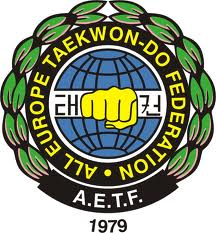 ALL EUROPE TAEKWON-DO FEDERATION •
태 권
A.E.T.F.
1979